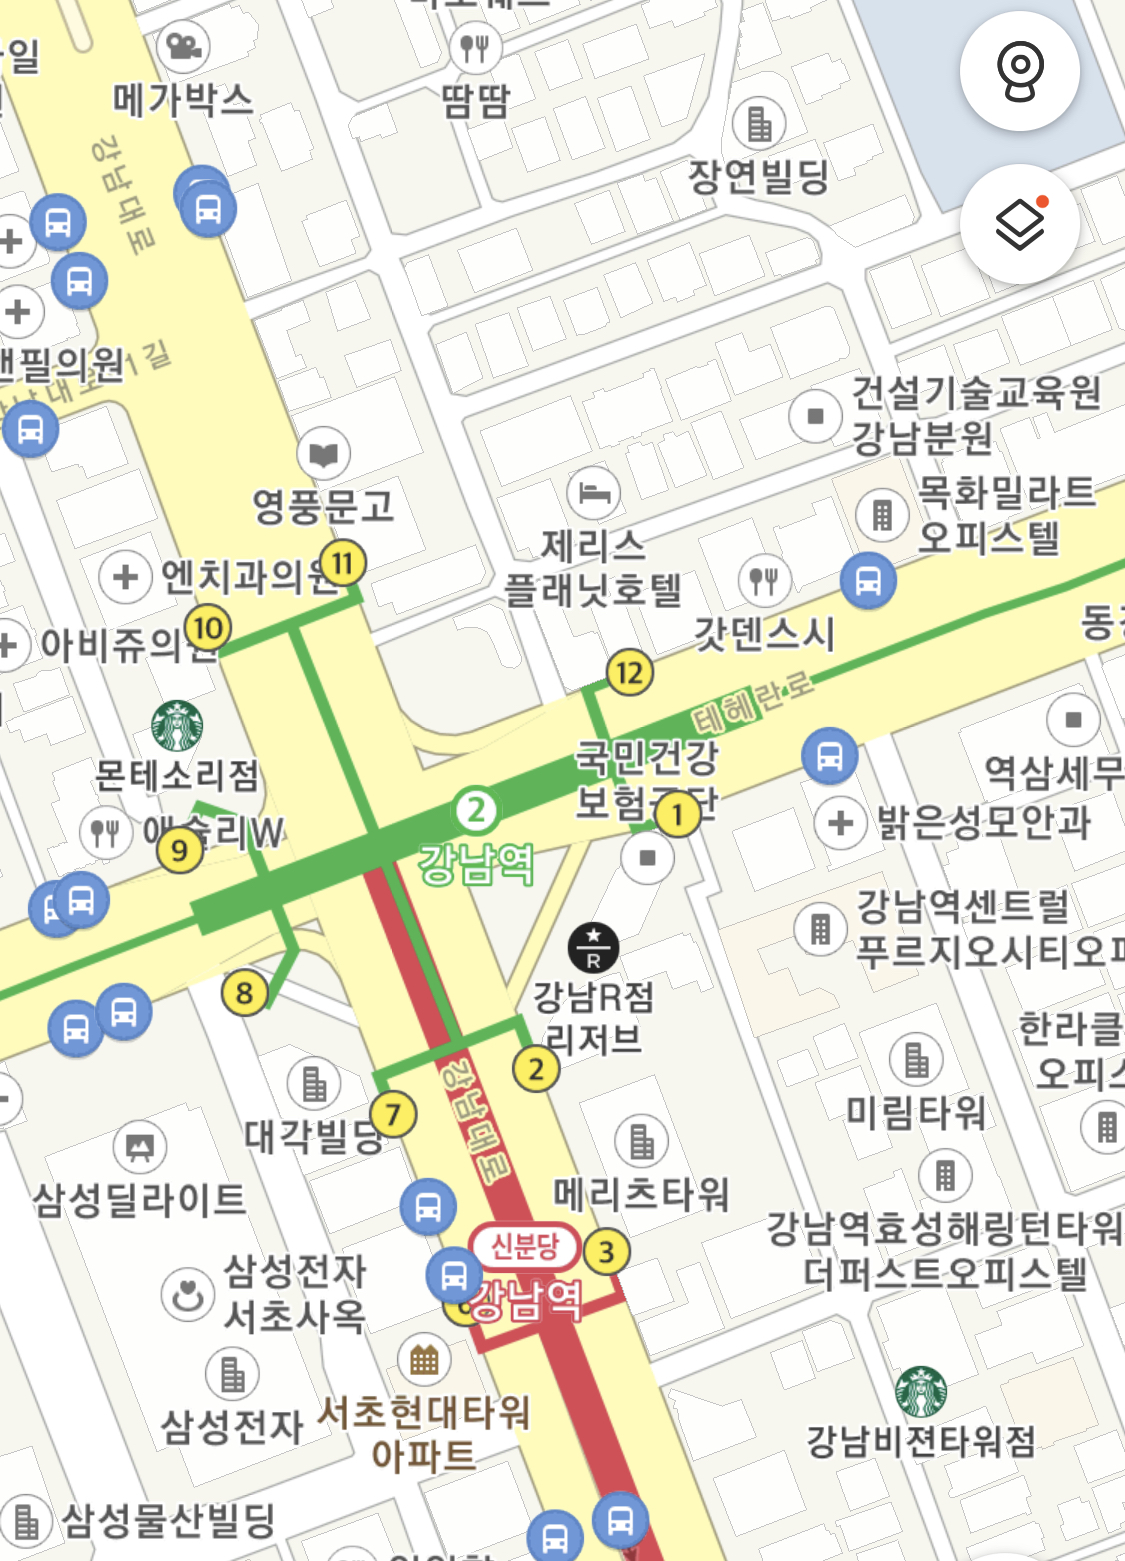 메가박스
땀땀
장연빌딩
강남대로
건설기술교육원
강남분원
영풍문고
제리스
플래닛호텔
목화밀라트
오피스텔
11
엔치과의원
10
아비쥬의원
갓덴스시
12
테헤란로
몬테소리점
국민건강
보험공단
1
역삼세무
밝은성모안과
애슐리W
9
2
강남역
강남역센트럴
푸르지오시티오피
8
R
강남R점
리저브
한라클
오피스
2
7
미림타워
대각빌딩
강남대로
삼성딜라이트
메리츠타워
강남역효성해링턴타워
더퍼스트오피스텔
신분당
강남역
3
삼성전자
서초사옥
서초현대타워
아파트
삼성전자
강남비젼타워점
삼성물산빌딩